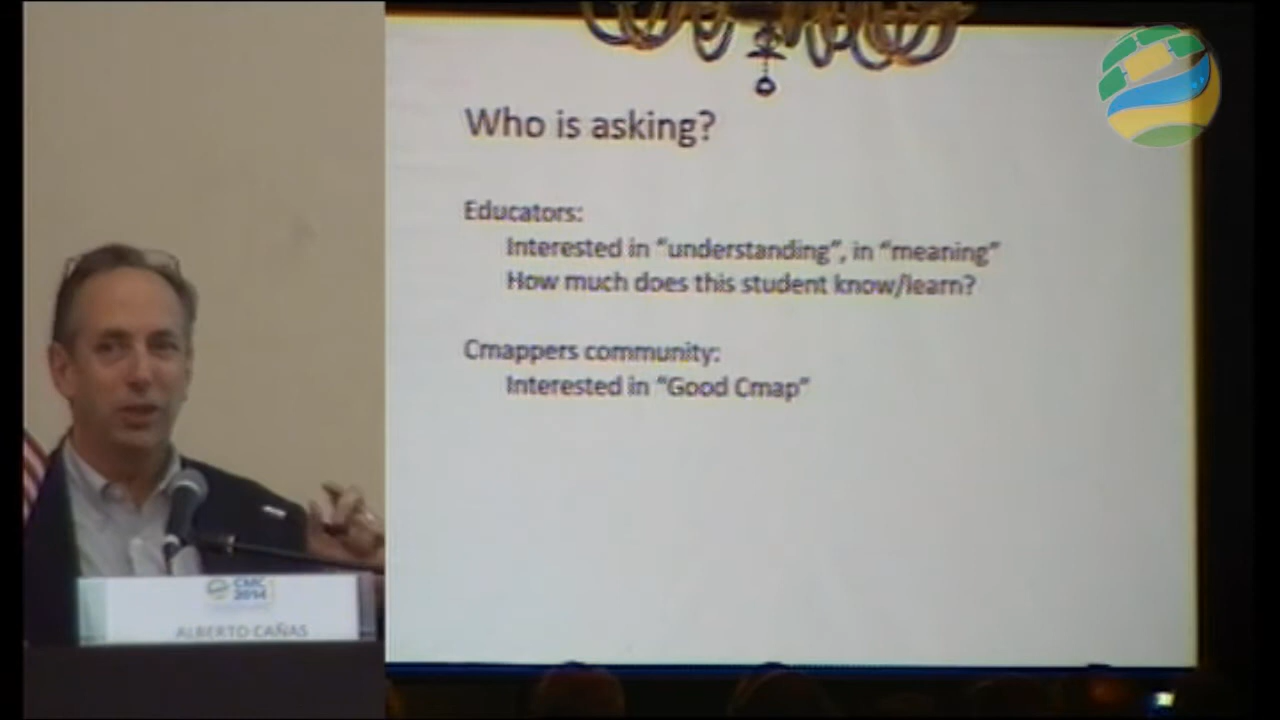 Who is asking?
Educators:
Interested in “understanding”, in “meaning”
How much does this student know/learn?
Cmappers community:
Interested in “Good Cmap”
CMC
2014
ALBERTO CAÑAS